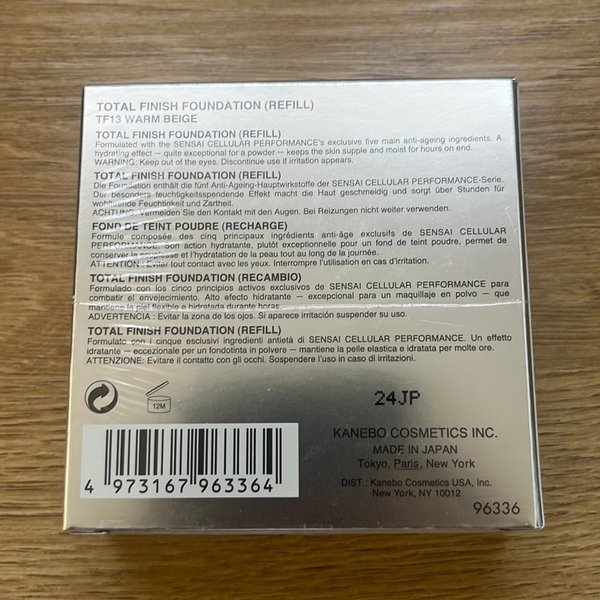 TOTAL FINISH FOUNDATION (REFILL)
TF13 WARM BEIGE
TOTAL FINISH FOUNDATION (REFILL)
Formulated with the SENSAI CELLULAR PERFORMANCE's exclusive five main anti-ageing ingredients. A
hydrating effect — quite exceptional for a powder — keeps the skin supple and moist for hours on end.
WARNING: Keep out of the eyes. Discontinue use if irritation appears.
TOTAL FINISH FOUNDATION (REFILL)
Die Foundation enthält die fünf Anti-Ageing-Hauptwirkstoffe der SENSAI CELLULAR PERFORMANCE-Serie.
Der besonders feuchtigkeitsspendende Effekt macht die Haut geschmeidig und sorgt über Stunden für
wohltuende Feuchtigkeit und Zartheit.
ACHTUNG: Vermeiden Sie den Kontakt mit den Augen. Bei Reizungen nicht weiter verwenden.
FOND DE TEINT POUDRE (RECHARGE)
Formule composée des cinq principaux ingrédients anti-âge exclusifs de SENSAI CELLULAR
PERFORMANCE. Son action hydratante, plutôt exceptionnelle pour un fond de teint poudre, permet de
conserver la souplesse et l'hydratation de la peau tout au long de la journée.
ATTENTION : Eviter tout contact avec les yeux. Interrompre l'utilisation en cas d'irritation.
TOTAL FINISH FOUNDATION (RECAMBIO)
Formulado con los cinco principios activos exclusivos de SENSAI CELLULAR PERFORMANCE para
combatir el envejecimiento. Alto efecto hidratante — excepcional para un maquillaje en polvo — que
mantiene la piel flexible e hidratada durante horas.
ADVERTENCIA : Evitar la zona de los ojos. Si aparece irritación suspender su uso.
TOTAL FINISH FOUNDATION (REFILL)
Formulato con i cinque esclusivi ingredienti antietà di SENSAI CELLULAR PERFORMANCE. Un effetto
idratante — eccezionale per un fondotinta in polvere — mantiene la pelle elastica e idratata per molte ore.
ATTENZIONE: Evitare il contatto con gli occhi. Sospendere l'uso in caso di irritazioni.
12M
24JP
KANEBO COSMETICS INC.
MADE IN JAPAN
Tokyo, Paris, New York
DIST.: Kanebo Cosmetics USA, Inc.
New York, NY 10012
4 973167 963364
96336